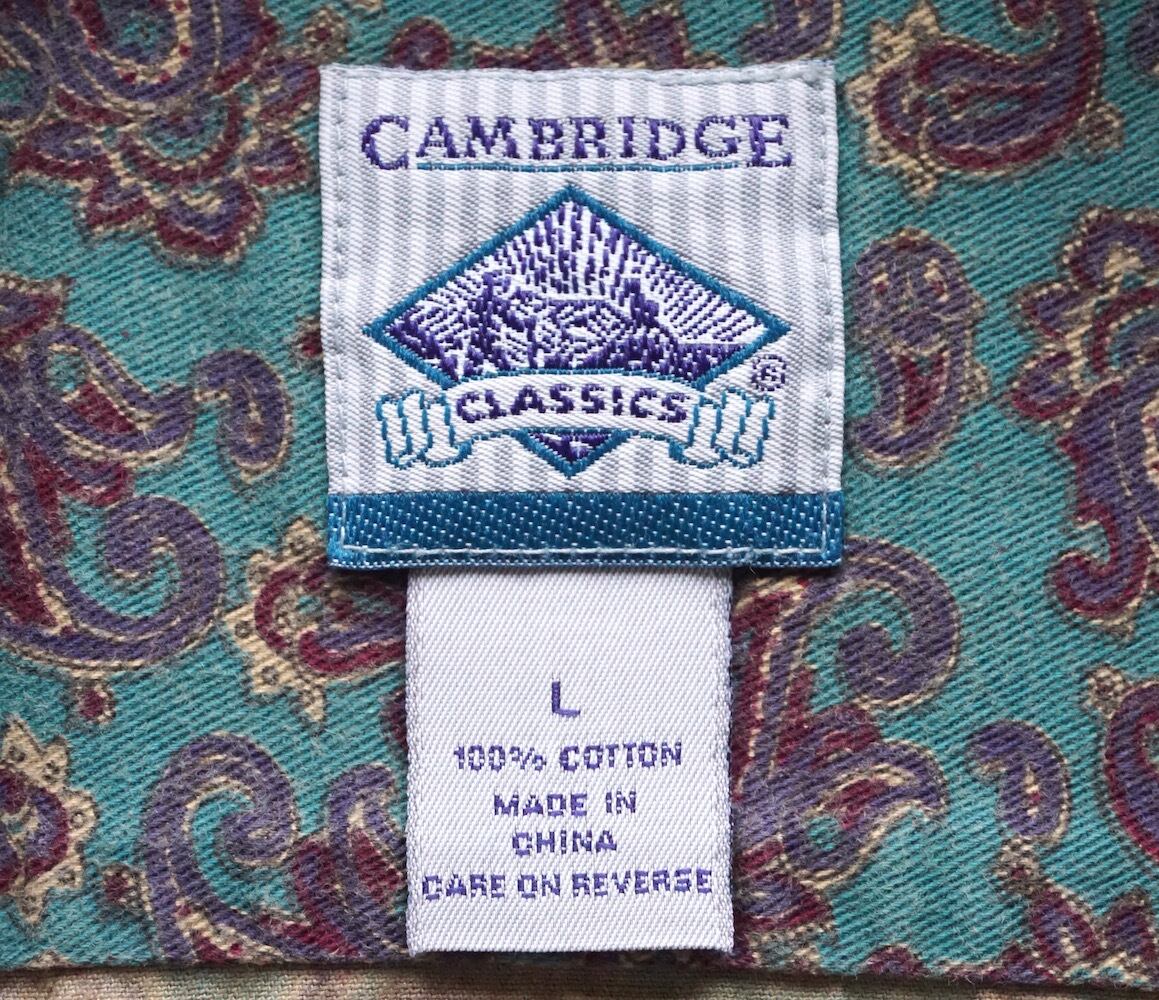 CAMBRIDGE
CLASSICS ®
L
100% COTTON
MADE IN
CHINA
CARE ON REVERSE